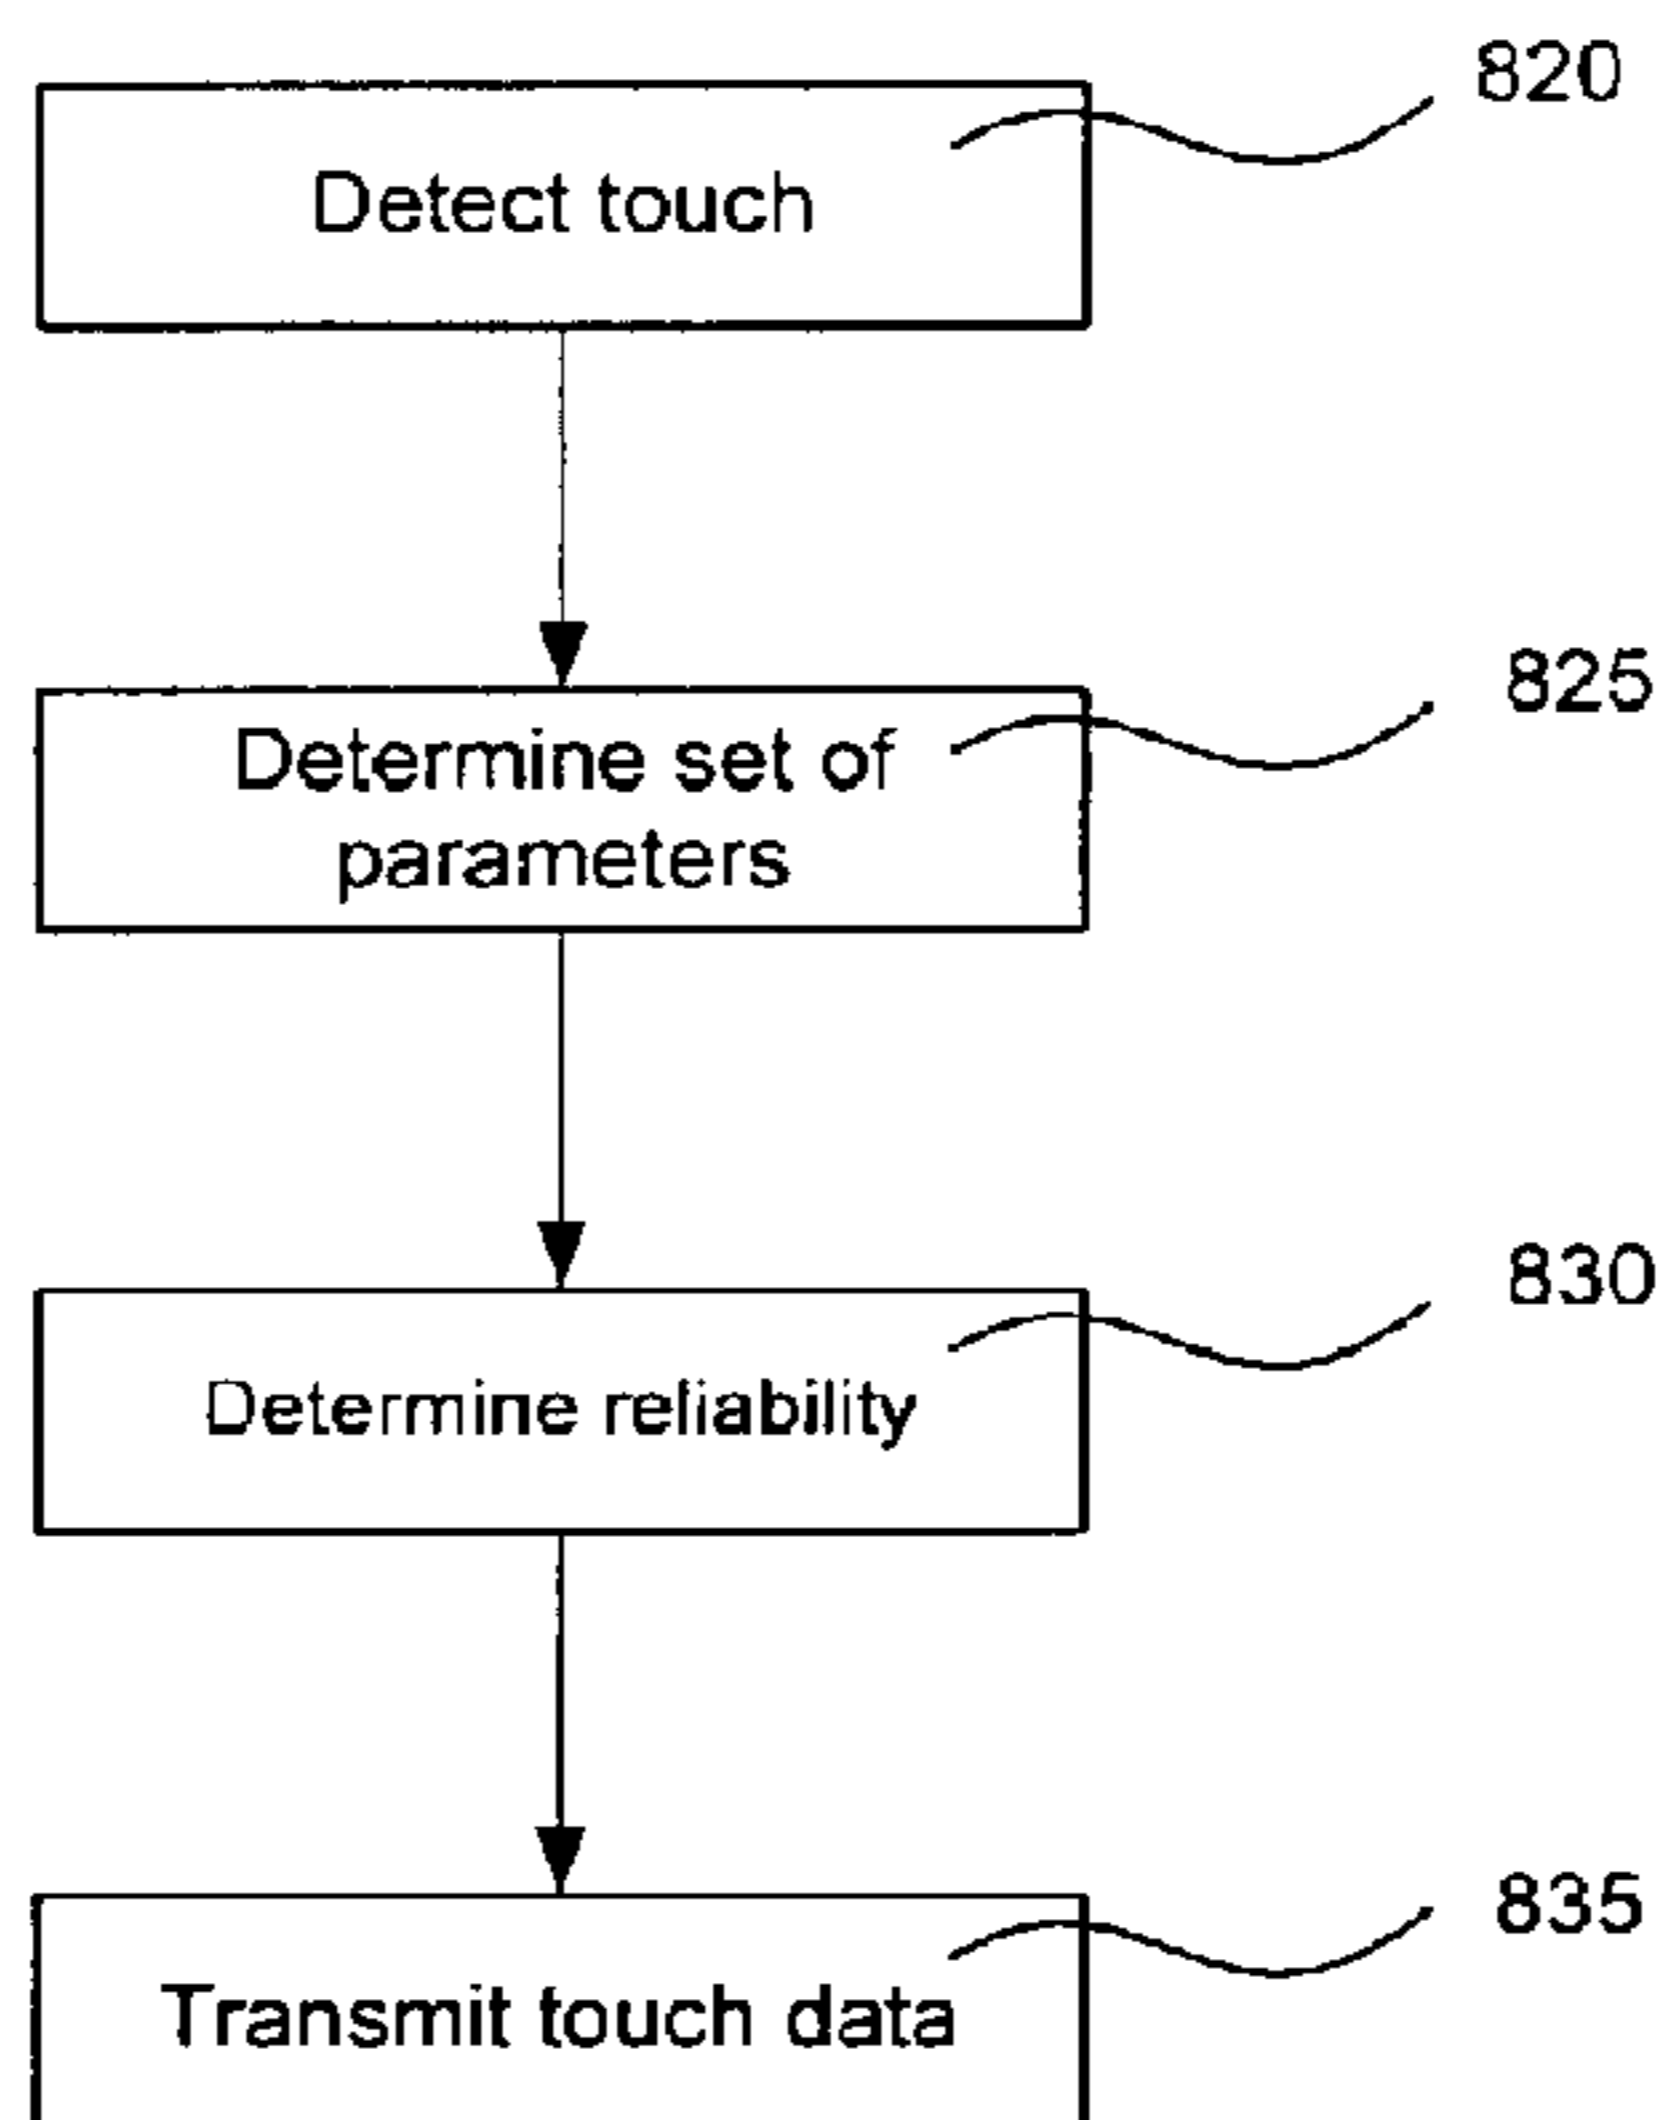 820
Detect touch
825
Determine set of
parameters
830
Determine reliability
835
Transmit touch data